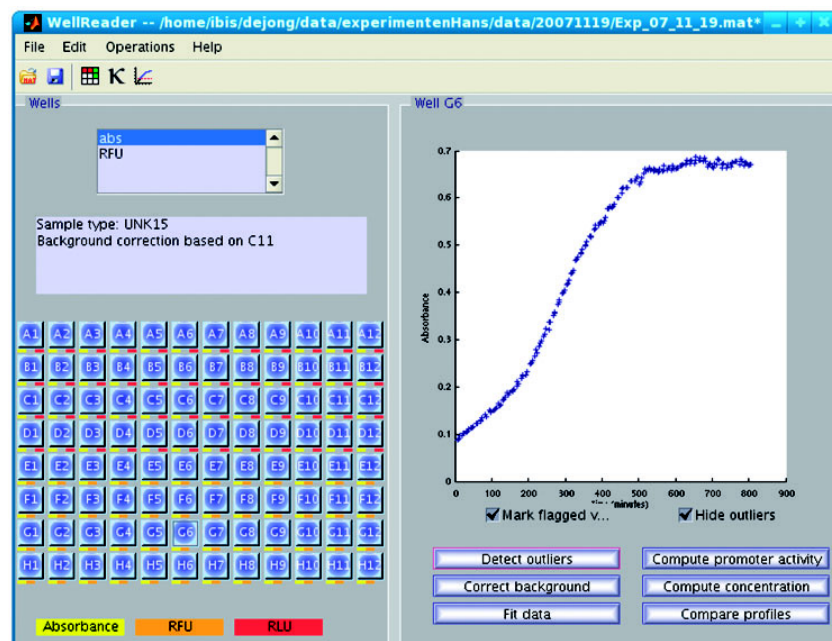 WellReader -- /home/ibis/dejong/data/experimentenHans/data/20071119/Exp_07_11_19.mat*
File Edit Operations Help
MAT K
Wells
abs
RFU
Sample type: UNK15
Background correction based on C11
A1 A2 A3 A4 A5 A6 A7 A8 A9 A10 A11 A12
B1 B2 B3 B4 B5 B6 B7 B8 B9 B10 B11 B12
C1 C2 C3 C4 C5 C6 C7 C8 C9 C10 C11 C12
D1 D2 D3 D4 D5 D6 D7 D8 D9 D10 D11 D12
E1 E2 E3 E4 E5 E6 E7 E8 E9 E10 E11 E12
F1 F2 F3 F4 F5 F6 F7 F8 F9 F10 F11 F12
G1 G2 G3 G4 G5 G6 G7 G8 G9 G10 G11 G12
H1 H2 H3 H4 H5 H6 H7 H8 H9 H10 H11 H12
Absorbance RFU RLU
Well G6
0.7
0.6
0.5
0.4
0.3
0.2
0.1
0
Absorbance
0 100 200 300 400 500 600 700 800 900
(minutes)
Mark flagged v... Hide outliers
Detect outliers Compute promoter activity
Correct background Compute concentration
Fit data Compare profiles